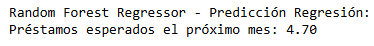 Random Forest Regressor - Predicción Regresión:
Préstamos esperados el próximo mes: 4.70